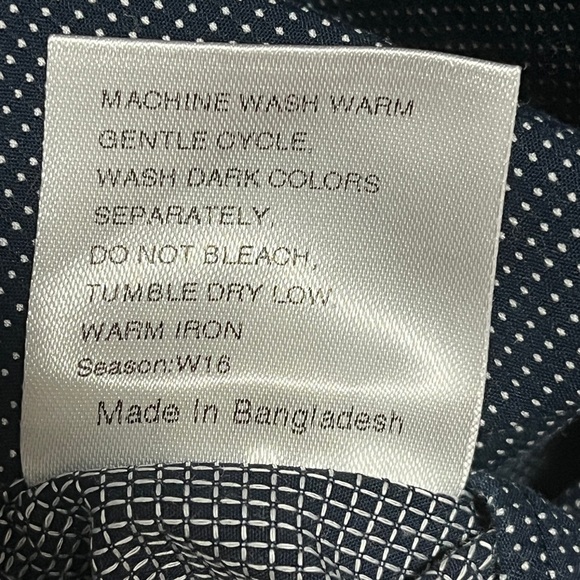 MACHINE WASH WARM
GENTLE CYCLE,
WASH DARK COLORS
SEPARATELY,
DO NOT BLEACH,
TUMBLE DRY LOW
WARM IRON
Season:W16
Made In Bangladesh